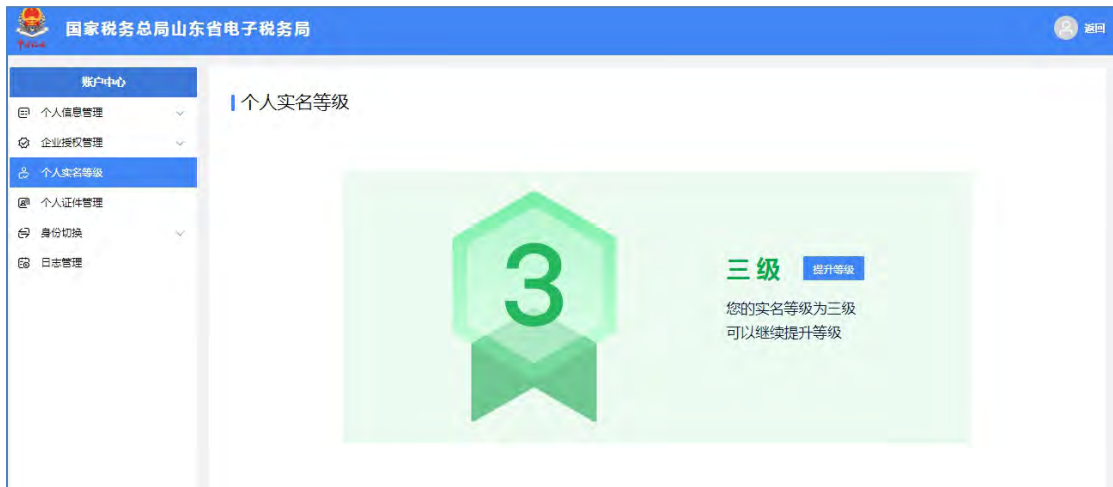 国家税务总局山东省电子税务局
返回
账户中心
个人信息管理
企业授权管理
个人实名等级
个人证件管理
身份切换
日志管理
个人实名等级
3
三级
提升等级
您的实名等级为三级
可以继续提升等级